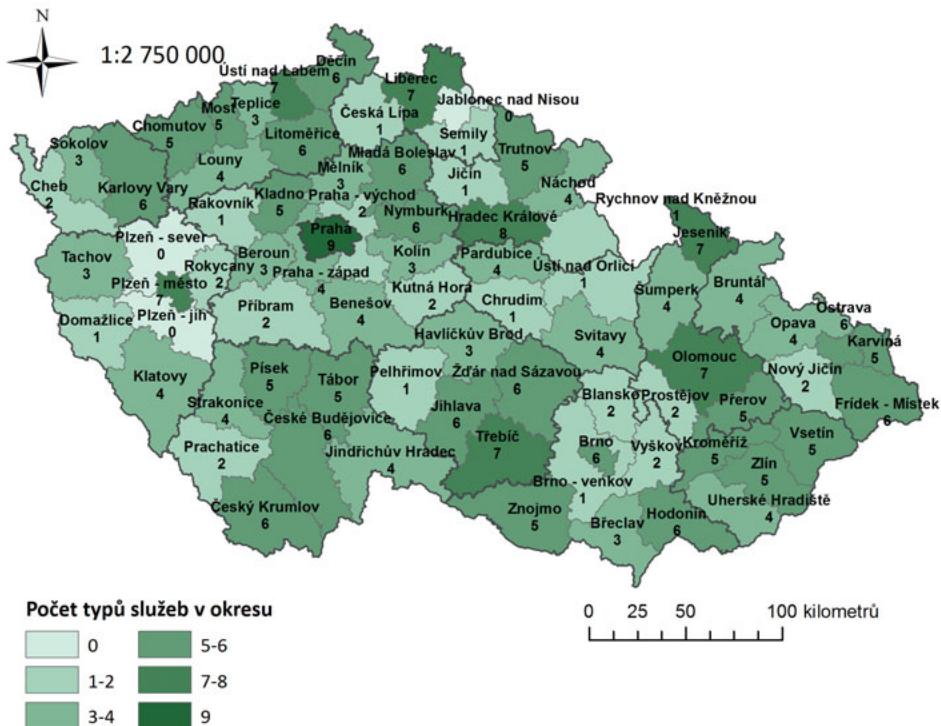 N
1:2 750 000
Děčín
6
Ústí nad Labem
7
Liberec
7
Jablonec nad Nisou
0
Most
5
Teplice
3
Česká Lípa
1
Semily
1
Chomutov
5
Litoměřice
6
Mladá Boleslav
6
Trutnov
5
Sokolov
3
Louny
4
Mělník
3
Jičín
1
Náchod
4
Cheb
2
Karlovy Vary
6
Rakovník
1
Kladno
5
Praha - východ
2
Nymburk
6
Hradec Králové
8
Rychnov nad Kněžnou
1
Jeseník
7
Plzeň - sever
0
Praha
9
Tachov
3
Rokycany
2
Beroun
3
Praha - západ
4
Kolín
3
Pardubice
4
Ústí nad Orlicí
1
Šumperk
4
Bruntál
4
Plzeň - město
7
Kutná Hora
2
Chrudim
1
Opava
4
Ostrava
6
Plzeň - jih
0
Příbram
2
Benešov
4
Karviná
5
Domažlice
1
Havlíčkův Brod
3
Svitavy
4
Olomouc
7
Nový Jičín
2
Klatovy
4
Písek
5
Tábor
5
Pelhřimov
1
Žďár nad Sázavou
6
Frýdek - Místek
6
Strakonice
4
Jihlava
6
Blansko
2
Prostějov
2
Přerov
5
České Budějovice
6
Třebíč
7
Brno
6
Vyškov
2
Kroměříž
5
Vsetín
5
Prachatice
2
Jindřichův Hradec
4
Zlín
5
Brno - venkov
1
Český Krumlov
6
Znojmo
5
Břeclav
3
Hodonín
6
Uherské Hradiště
4
Počet typů služeb v okresu
0
1-2
3-4
5-6
7-8
9
0 25 50 100 kilometrů